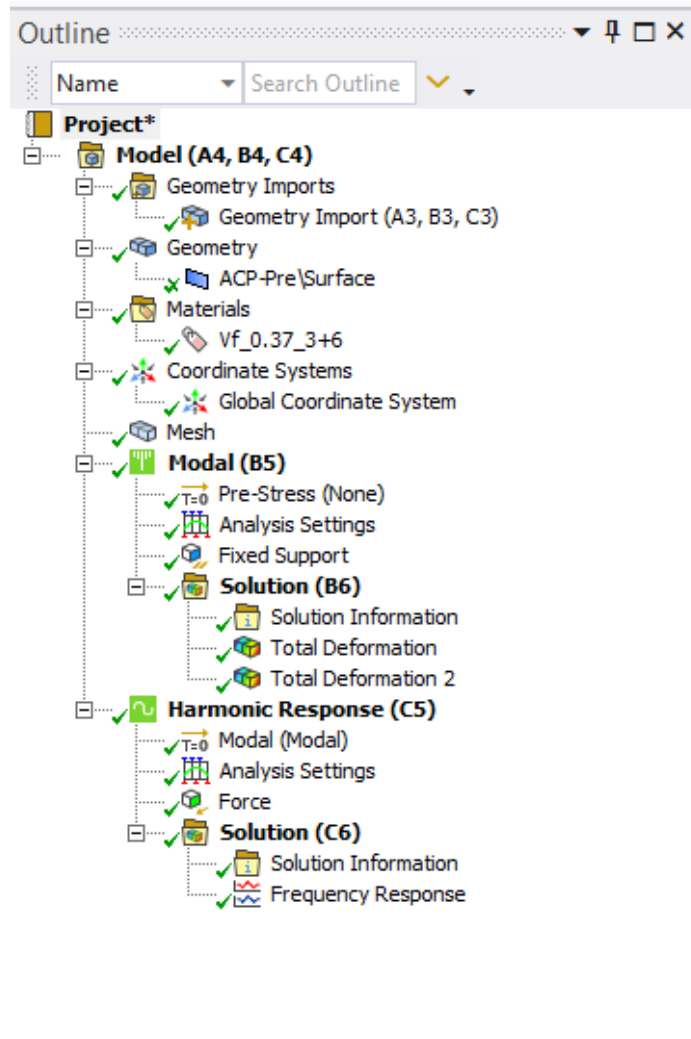 Outline
Name Search Outline
Project*
Model (A4, B4, C4)
Geometry Imports
Geometry Import (A3, B3, C3)
Geometry
ACP-Pre\Surface
Materials
Vf_0.37_3+6
Coordinate Systems
Global Coordinate System
Mesh
Modal (B5)
T=0 Pre-Stress (None)
Analysis Settings
Fixed Support
Solution (B6)
Solution Information
Total Deformation
Total Deformation 2
Harmonic Response (C5)
T=0 Modal (Modal)
Analysis Settings
Force
Solution (C6)
Solution Information
Frequency Response